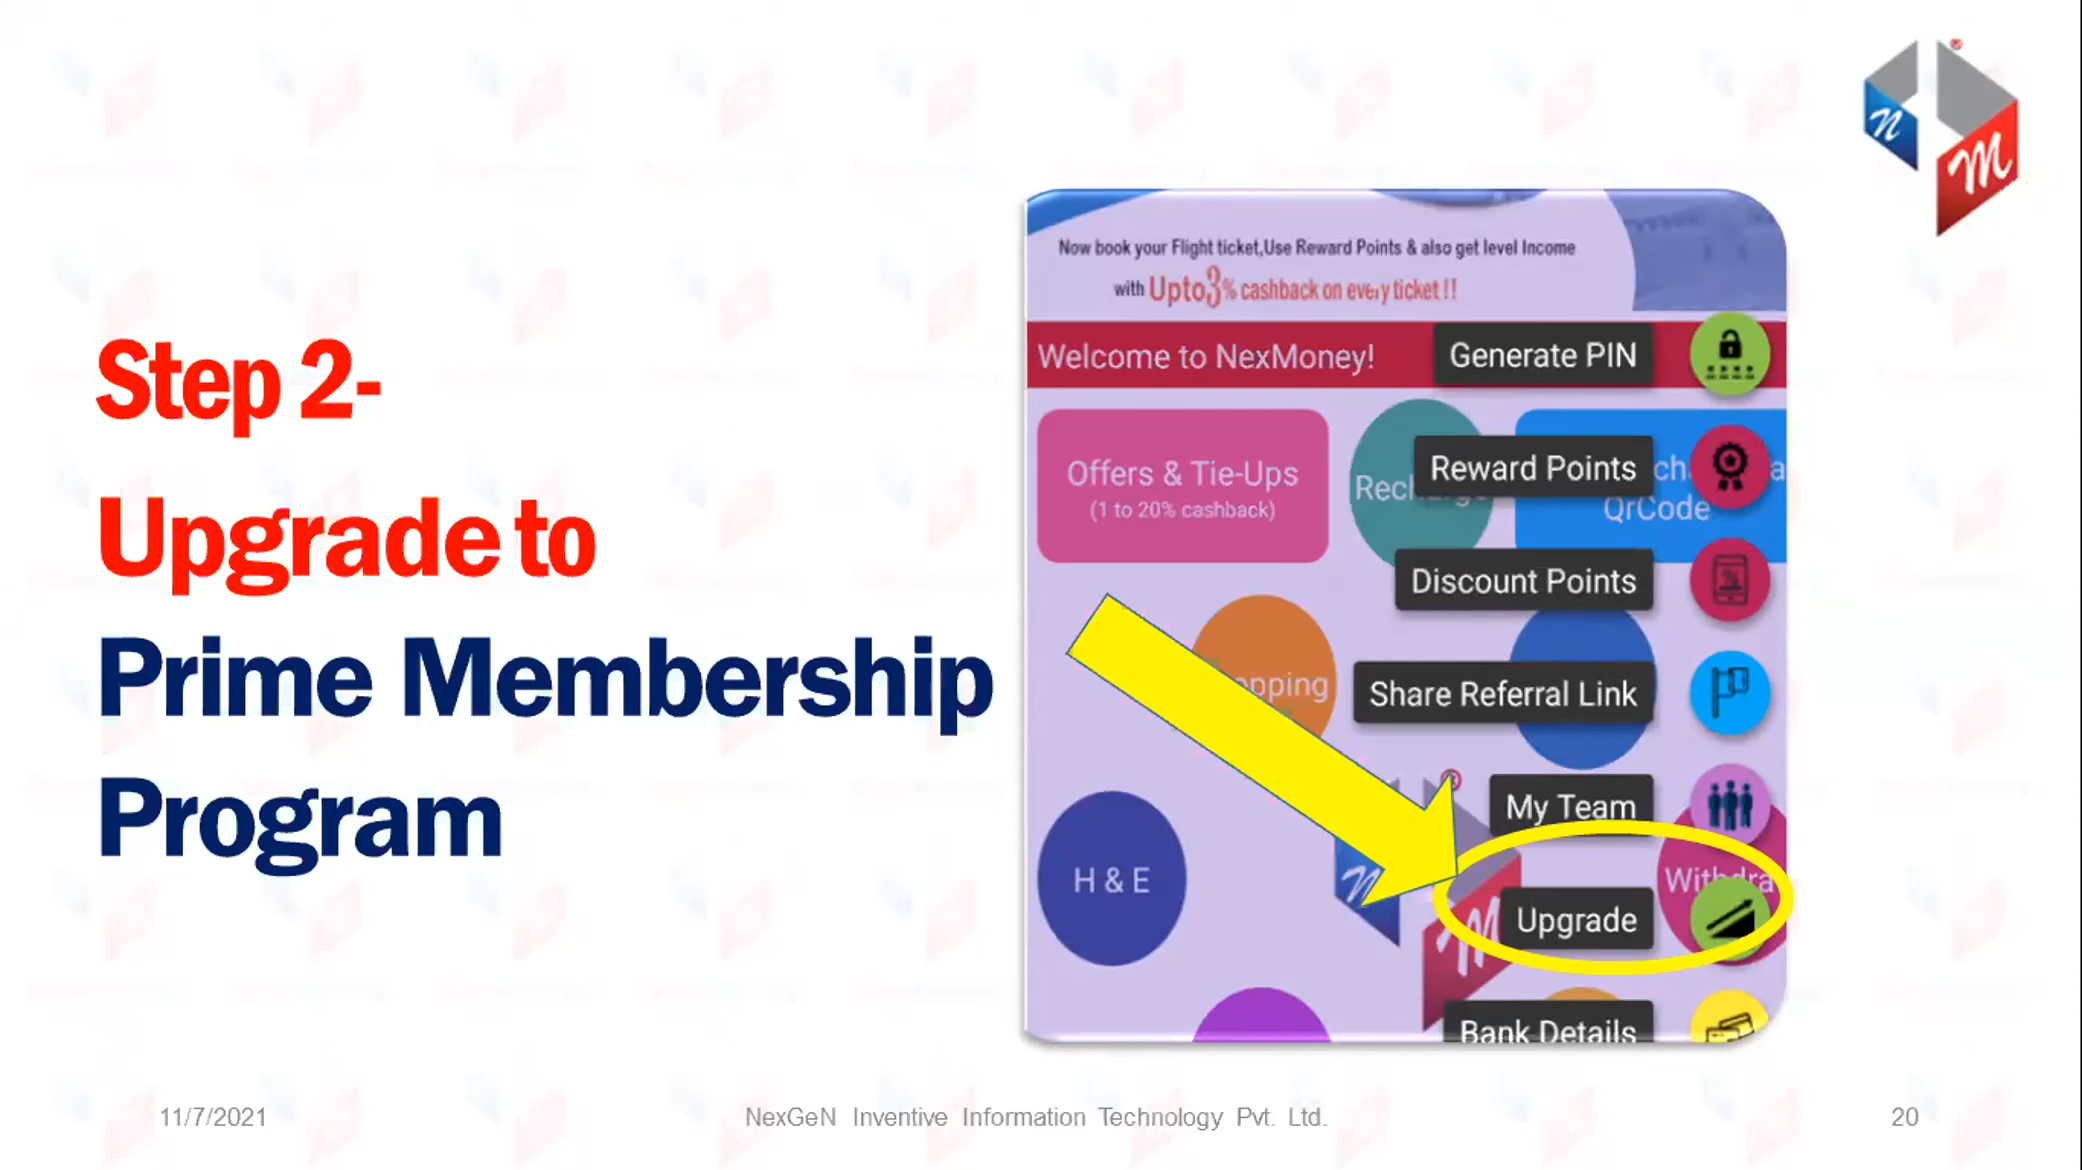 Step 2-
Upgrade to
Prime Membership
Program
n
M
Now book your Flight ticket,Use Reward Points & also get level Income
with Upto3% cashback on every ticket !!
Welcome to NexMoney!
Generate PIN
Offers & Tie-Ups
(1 to 20% cashback)
Reward Points
QrCode
Discount Points
Share Referral Link
My Team
H & E
n
M
Upgrade
Bank Details
11/7/2021
NexGeN Inventive Information Technology Pvt. Ltd.
20